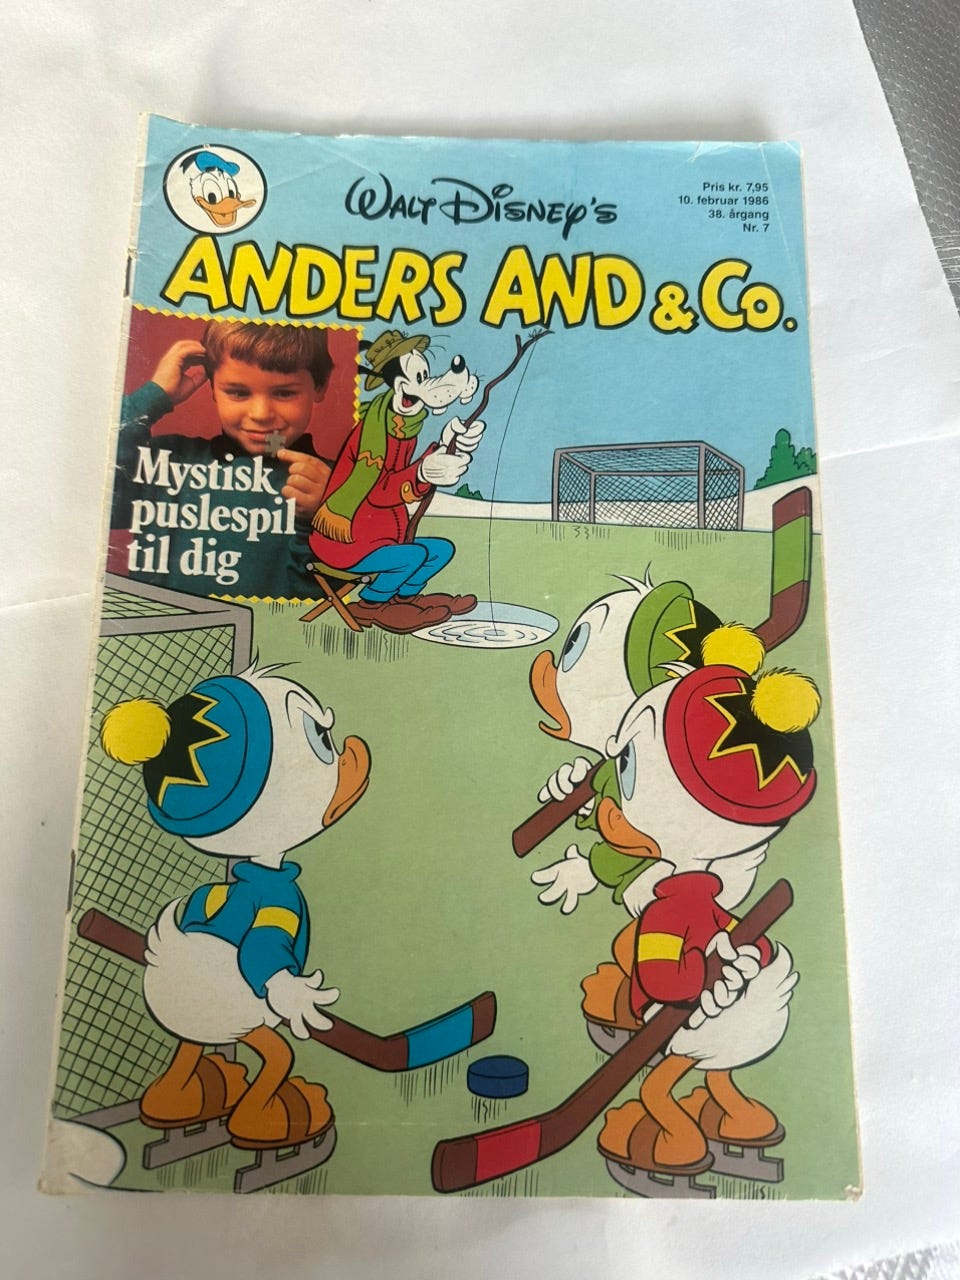 WALT DISNEY'S
Pris kr. 7,95
10. februar 1986
38. årgang
Nr. 7
ANDERS AND & Co.
Mystisk
puslespil
til dig